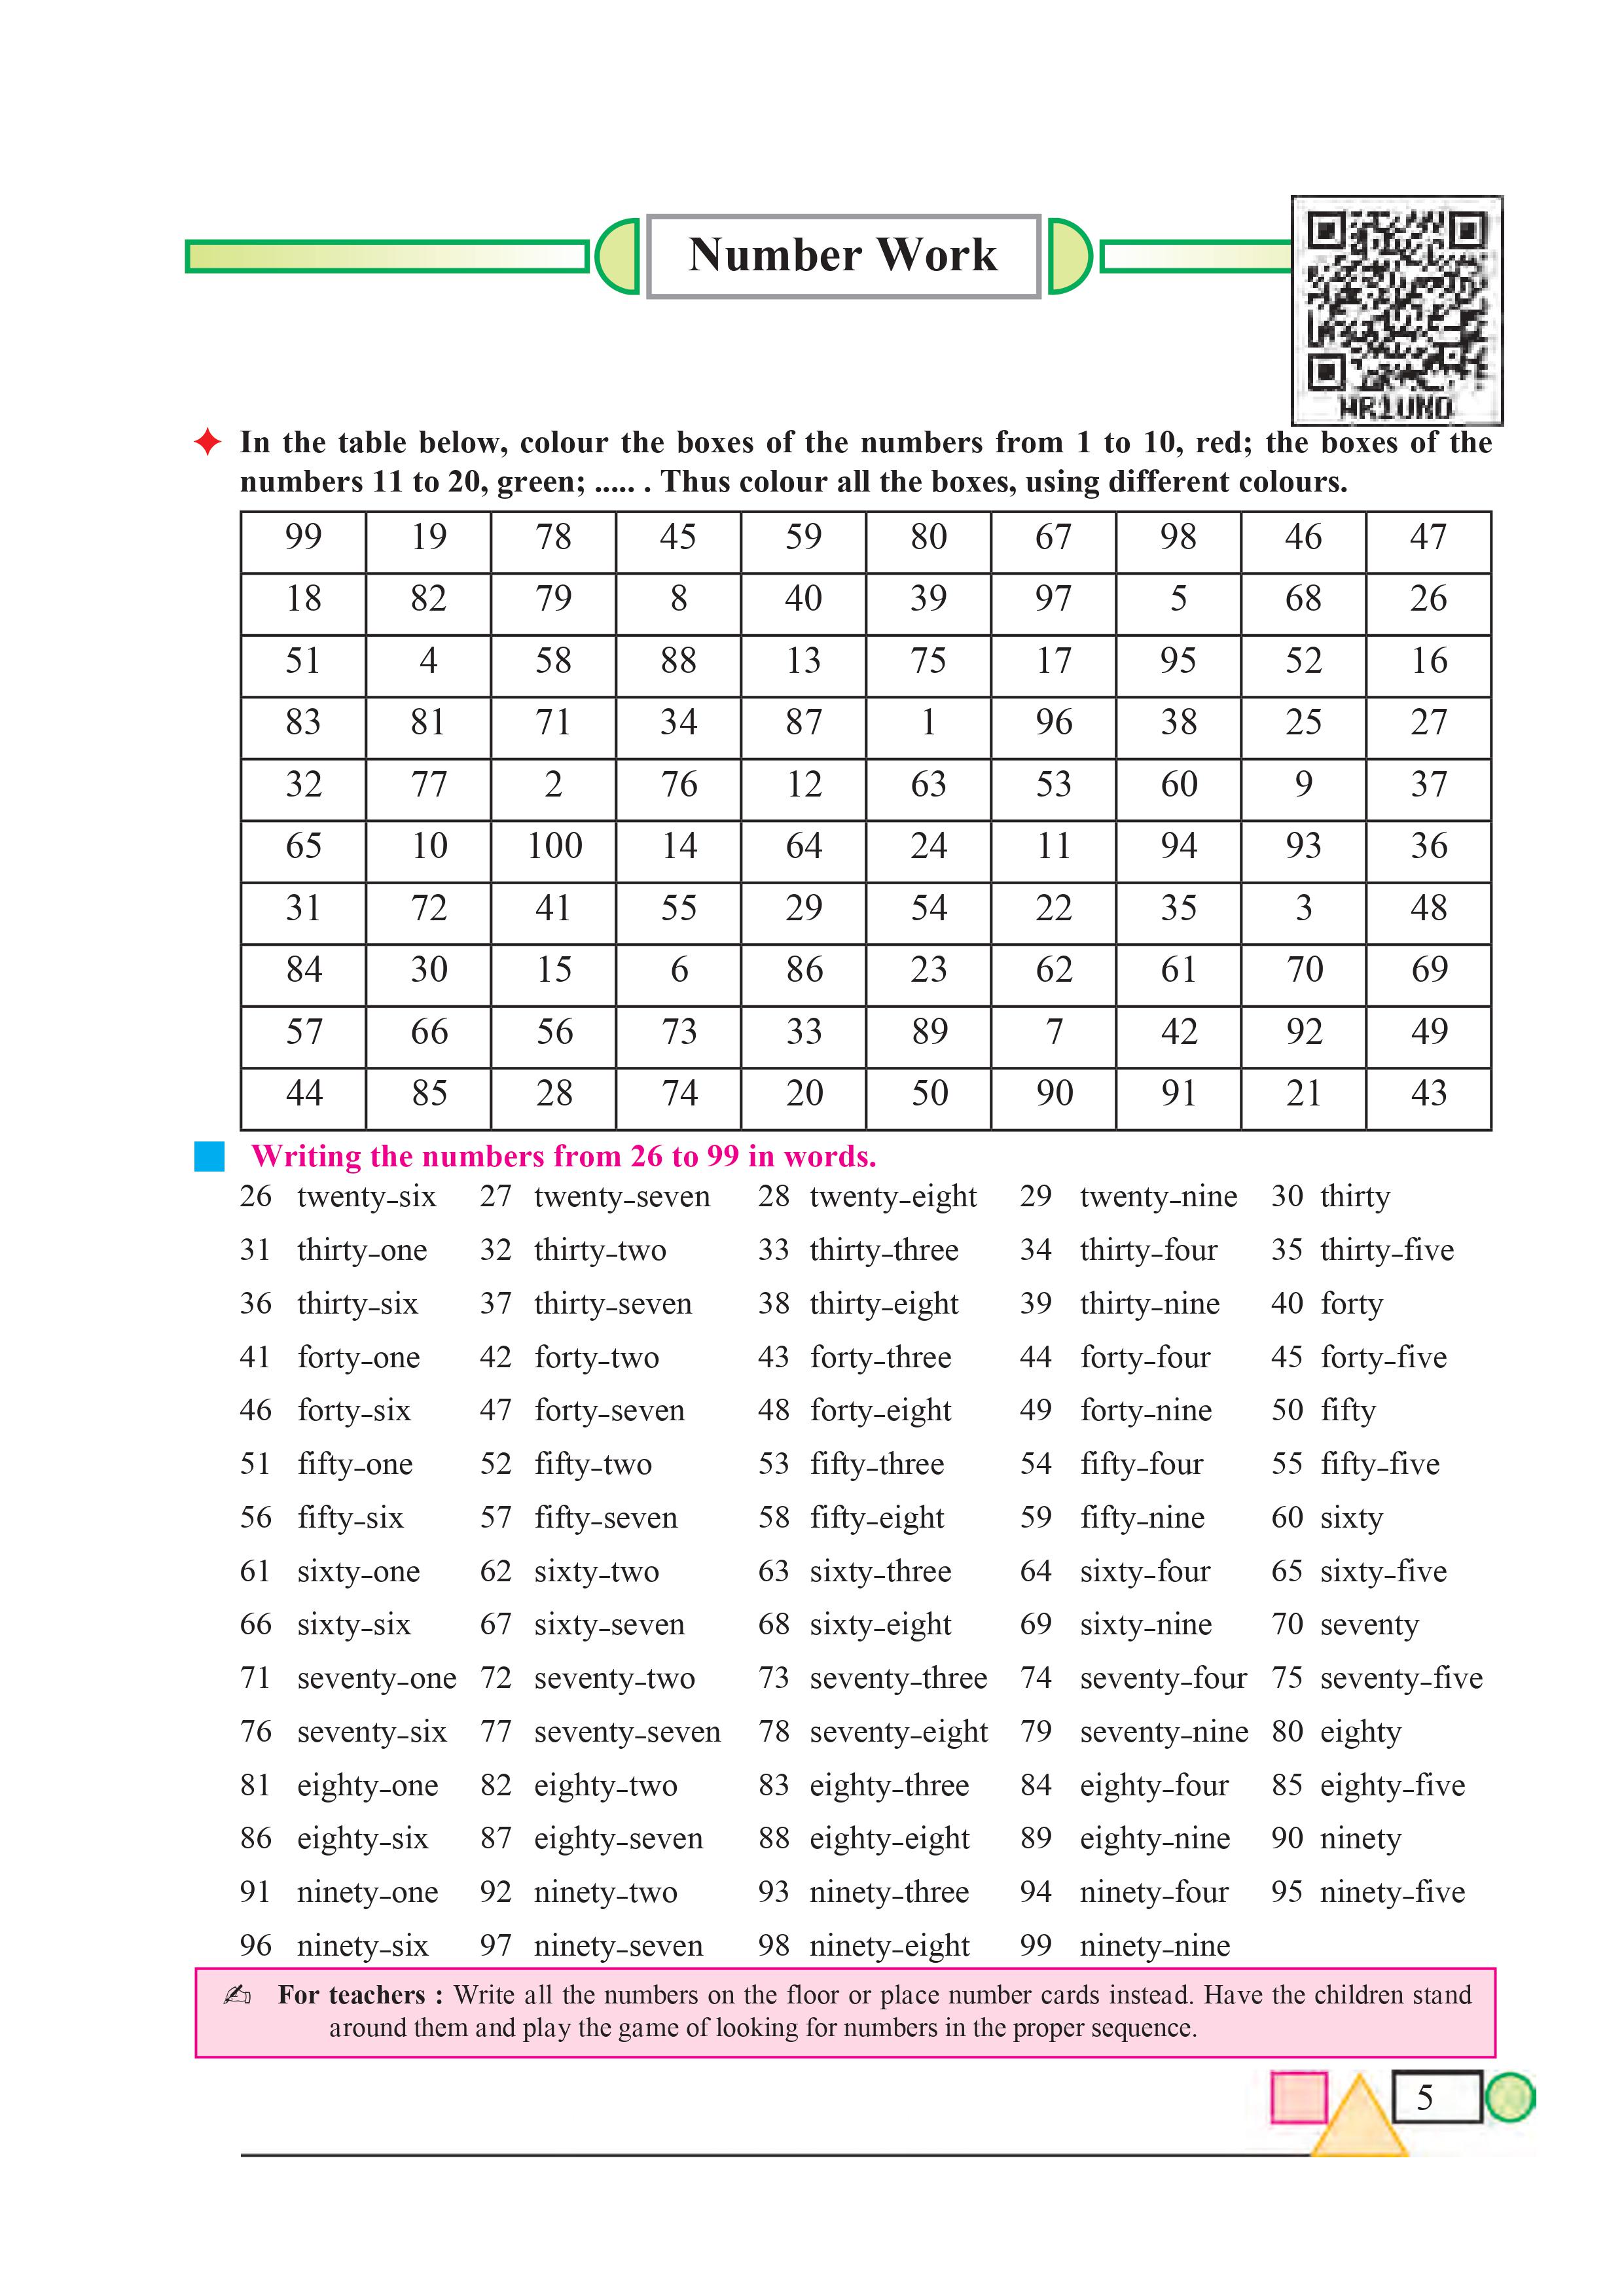 Number Work
WR1UMD
In the table below, colour the boxes of the numbers from 1 to 10, red; the boxes of the
numbers 11 to 20, green; ..... . Thus colour all the boxes, using different colours.
99 19 78 45 59 80 67 98 46 47
18 82 79 8 40 39 97 5 68 26
51 4 58 88 13 75 17 95 52 16
83 81 71 34 87 1 96 38 25 27
32 77 2 76 12 63 53 60 9 37
65 10 100 14 64 24 11 94 93 36
31 72 41 55 29 54 22 35 3 48
84 30 15 6 86 23 62 61 70 69
57 66 56 73 33 89 7 42 92 49
44 85 28 74 20 50 90 91 21 43
Writing the numbers from 26 to 99 in words.
26 twenty-six 27 twenty-seven 28 twenty-eight 29 twenty-nine 30 thirty
31 thirty-one 32 thirty-two 33 thirty-three 34 thirty-four 35 thirty-five
36 thirty-six 37 thirty-seven 38 thirty-eight 39 thirty-nine 40 forty
41 forty-one 42 forty-two 43 forty-three 44 forty-four 45 forty-five
46 forty-six 47 forty-seven 48 forty-eight 49 forty-nine 50 fifty
51 fifty-one 52 fifty-two 53 fifty-three 54 fifty-four 55 fifty-five
56 fifty-six 57 fifty-seven 58 fifty-eight 59 fifty-nine 60 sixty
61 sixty-one 62 sixty-two 63 sixty-three 64 sixty-four 65 sixty-five
66 sixty-six 67 sixty-seven 68 sixty-eight 69 sixty-nine 70 seventy
71 seventy-one 72 seventy-two 73 seventy-three 74 seventy-four 75 seventy-five
76 seventy-six 77 seventy-seven 78 seventy-eight 79 seventy-nine 80 eighty
81 eighty-one 82 eighty-two 83 eighty-three 84 eighty-four 85 eighty-five
86 eighty-six 87 eighty-seven 88 eighty-eight 89 eighty-nine 90 ninety
91 ninety-one 92 ninety-two 93 ninety-three 94 ninety-four 95 ninety-five
96 ninety-six 97 ninety-seven 98 ninety-eight 99 ninety-nine
For teachers : Write all the numbers on the floor or place number cards instead. Have the children stand
around them and play the game of looking for numbers in the proper sequence.
5